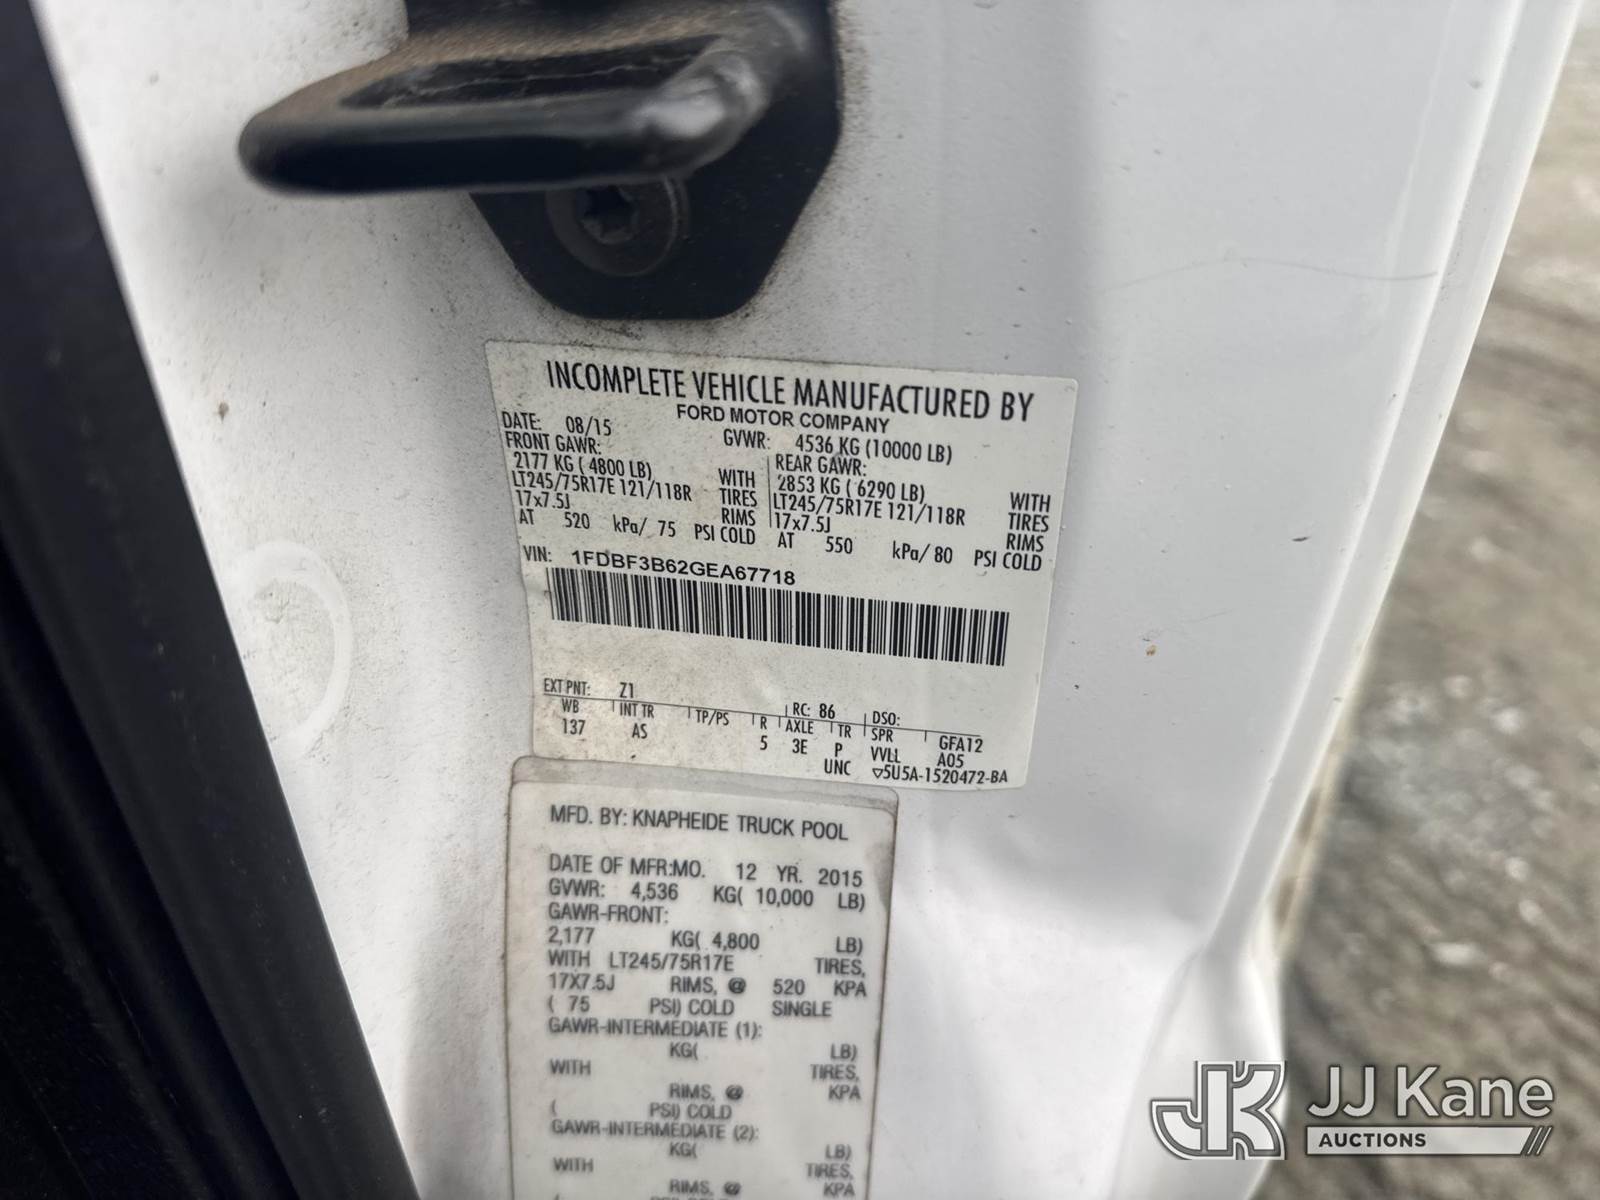 INCOMPLETE VEHICLE MANUFACTURED BY
FORD MOTOR COMPANY
DATE: 08/15 GVWR: 4536 KG (10000 LB)
FRONT GAWR: REAR GAWR:
2177 KG ( 4800 LB) WITH 2853 KG ( 6290 LB) WITH
LT245/75R17E 121/118R TIRES LT245/75R17E 121/118R TIRES
17x7.5J RIMS 17x7.5J RIMS
AT 520 kPa/ 75 PSI COLD AT 550 kPa/ 80 PSI COLD
VIN: 1FDBF3B62GEA67718
EXT PNT: Z1 RC: 86 DSO:
WB INT TR TP/PS R AXLE TR SPR GFA12
137 AS 5 3E P VVLL A05
UNC 5U5A-1520472-BA
MFD. BY: KNAPHEIDE TRUCK POOL
DATE OF MFR:MO. 12 YR. 2015
GVWR: 4,536 KG( 10,000 LB)
GAWR-FRONT:
2,177 KG( 4,800 LB)
WITH LT245/75R17E TIRES,
17X7.5J RIMS, @ 520 KPA
( 75 PSI) COLD SINGLE
GAWR-INTERMEDIATE (1):
KG( LB)
WITH TIRES,
RIMS, @ KPA
( PSI) COLD
GAWR-INTERMEDIATE (2):
KG( LB)
WITH TIRES,
RIMS, @ KPA
JK JJ Kane
AUCTIONS